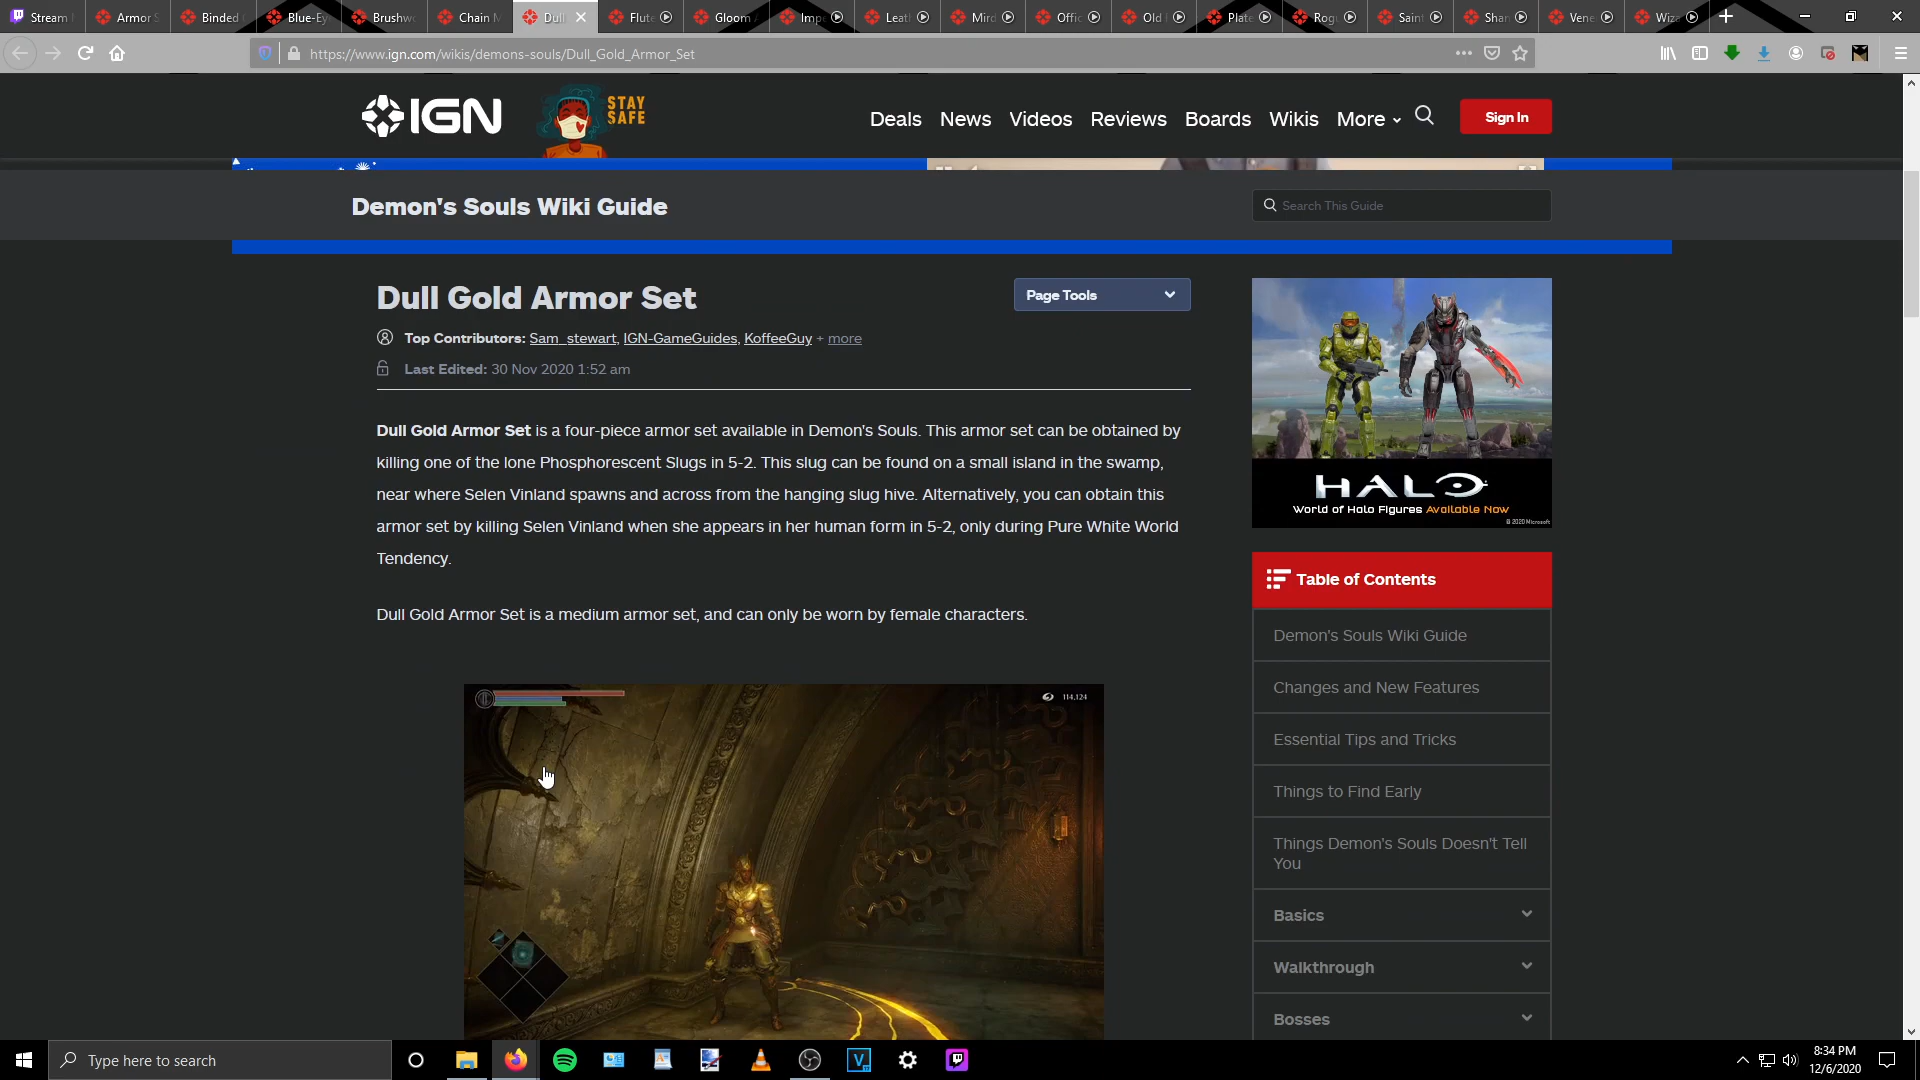 Stream
Armor S
Binded
Blue-Ey
Brushwo
Chain M
Dull
Flute
Gloom
Impe
Leath
Mird
Offic
Old
Plate
Rogu
Saint
Shar
Vene
Wiza
https://www.ign.com/wikis/demons-souls/Dull_Gold_Armor_Set
IGN
STAY
SAFE
Deals News Videos Reviews Boards Wikis More
Sign In
Demon's Souls Wiki Guide
Search This Guide
Dull Gold Armor Set
Page Tools
Top Contributors: Sam_stewart, IGN-GameGuides, KoffeeGuy + more
Last Edited: 30 Nov 2020 1:52 am
Dull Gold Armor Set is a four-piece armor set available in Demon's Souls. This armor set can be obtained by
killing one of the lone Phosphorescent Slugs in 5-2. This slug can be found on a small island in the swamp,
near where Selen Vinland spawns and across from the hanging slug hive. Alternatively, you can obtain this
armor set by killing Selen Vinland when she appears in her human form in 5-2, only during Pure White World
Tendency.
Dull Gold Armor Set is a medium armor set, and can only be worn by female characters.
114,124
HALO
World of Halo Figures Available Now
© 2020 Microsoft
Table of Contents
Demon's Souls Wiki Guide
Changes and New Features
Essential Tips and Tricks
Things to Find Early
Things Demon's Souls Doesn't Tell
You
Basics
Walkthrough
Bosses
Type here to search
8:34 PM
12/6/2020